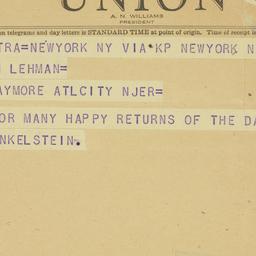 UNION
A. N. WILLIAMS
PRESIDENT
n telegrams and day letters is STANDARD TIME at point of origin. Time of receipt is
TRA=NEWYORK NY VIA KP NEWYORK N
LEHMAN=
AYMORE ATLCITY NJER=
OR MANY HAPPY RETURNS OF THE DA
NKELSTEIN.